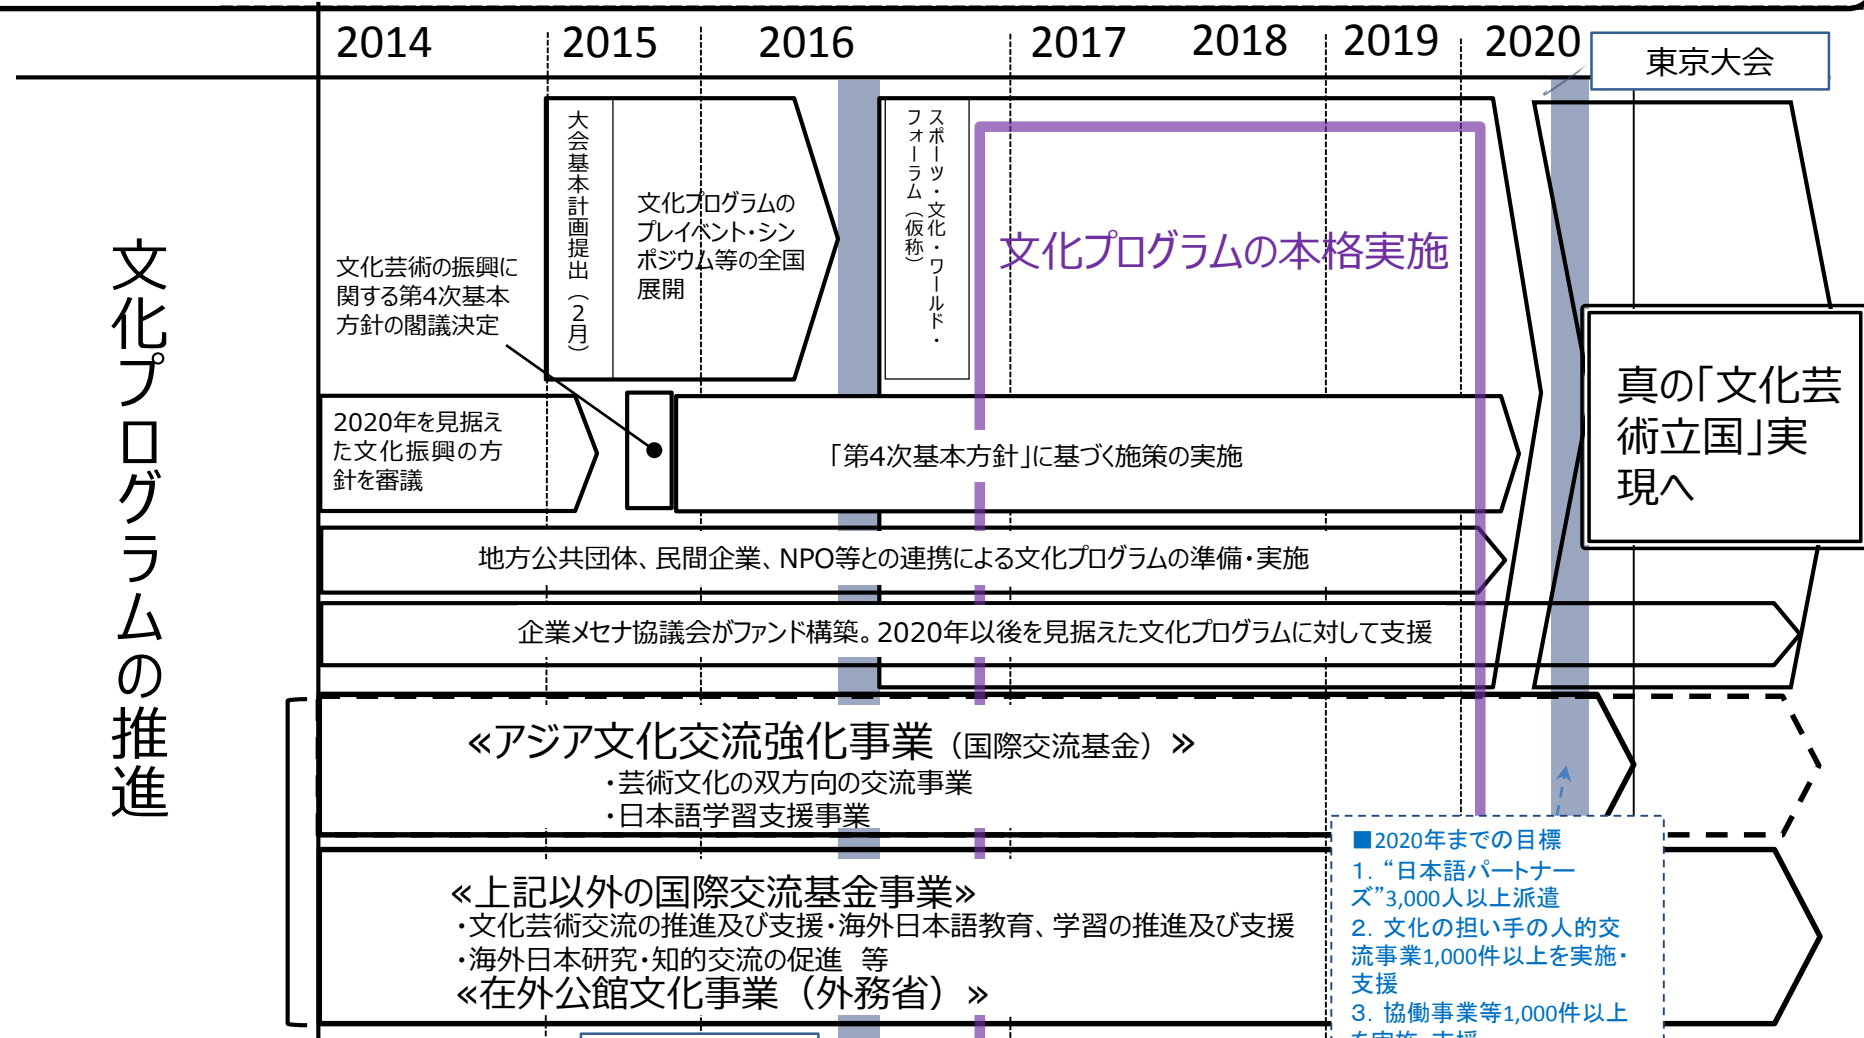 2014
2015
2016
2017
2018
2019
2020
東京大会
文化プログラムの推進
大会基本計画提出（2月）
文化プログラムの
プレイベント・シン
ポジウム等の全国
展開
スポーツ・文化・ワールド・
フォーラム（仮称）
文化プログラムの本格実施
文化芸術の振興に
関する第4次基本
方針の閣議決定
真の「文化芸
術立国」実
現へ
2020年を見据え
た文化振興の方
針を審議
「第4次基本方針」に基づく施策の実施
地方公共団体、民間企業、NPO等との連携による文化プログラムの準備・実施
企業メセナ協議会がファンド構築。2020年以後を見据えた文化プログラムに対して支援
≪アジア文化交流強化事業（国際交流基金）≫
・芸術文化の双方向の交流事業
・日本語学習支援事業
≪上記以外の国際交流基金事業≫
・文化芸術交流の推進及び支援・海外日本語教育、学習の推進及び支援
・海外日本研究・知的交流の促進　等
≪在外公館文化事業（外務省）≫
■2020年までの目標
1．“日本語パートナー
ズ”3,000人以上派遣
2．文化の担い手の人的交
流事業1,000件以上を実施・
支援
3．協働事業等1,000件以上